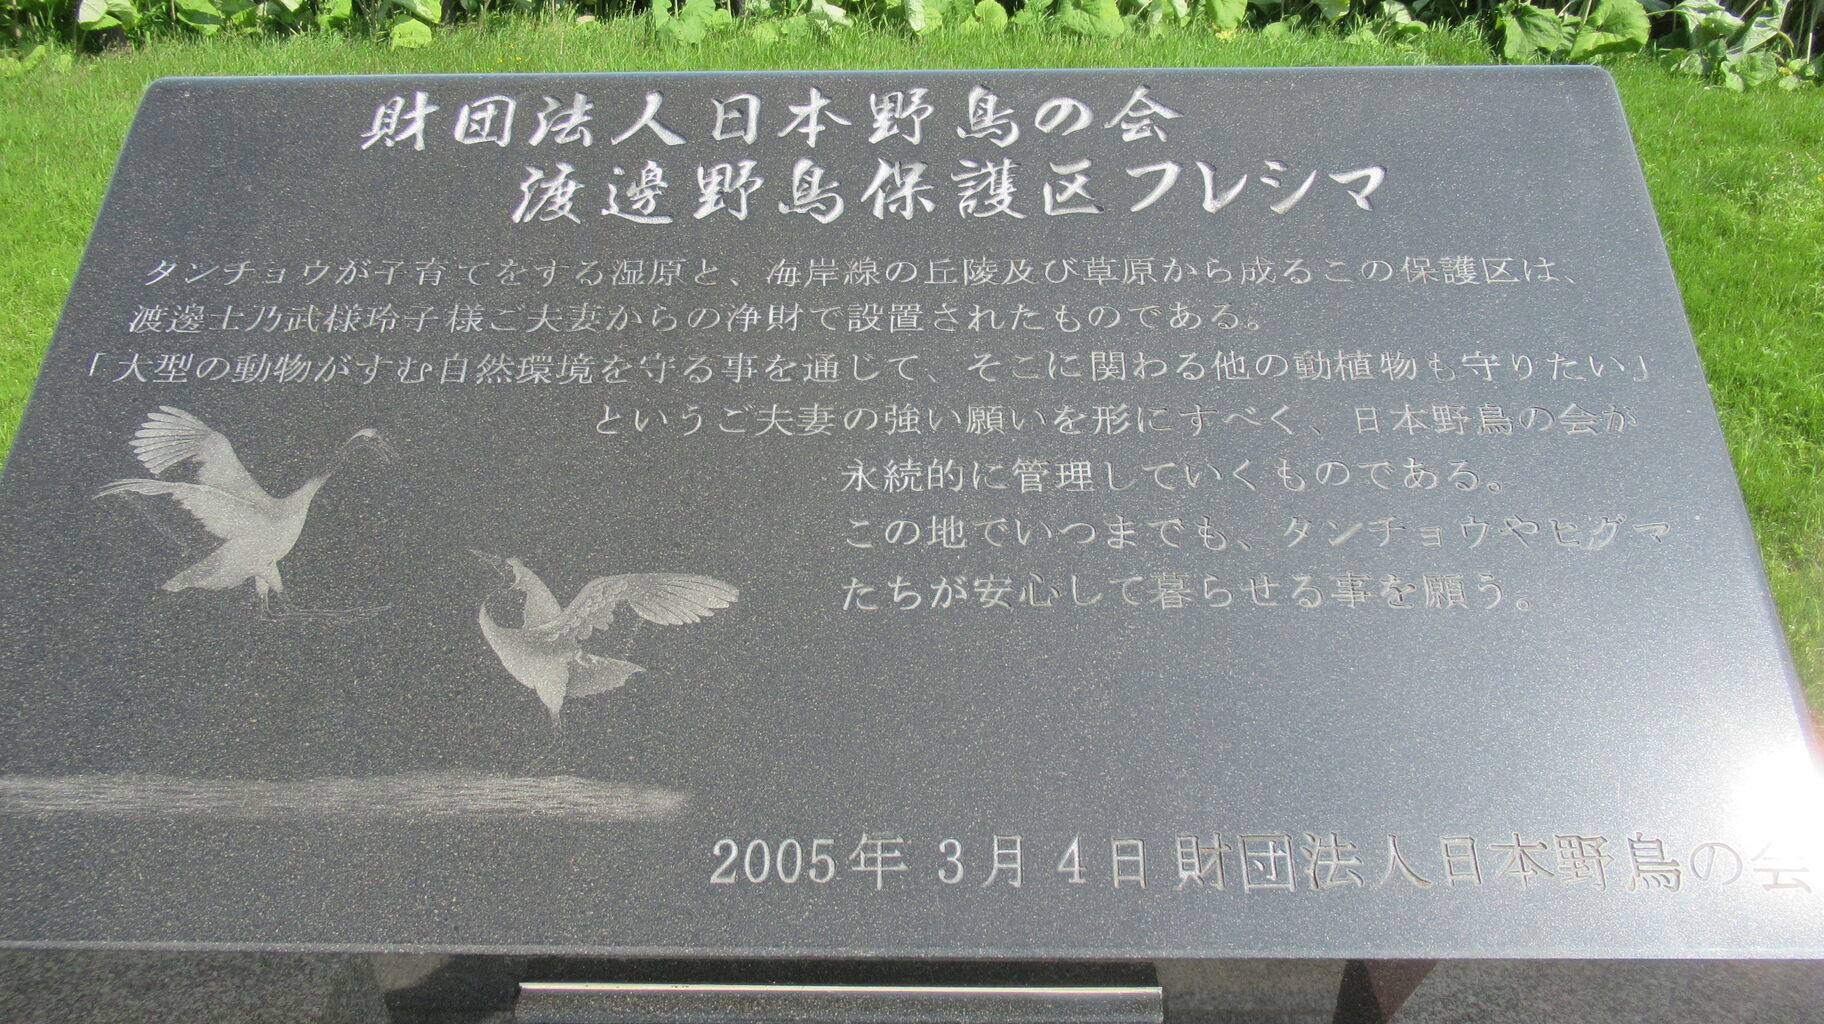 財団法人日本野鳥の会
渡邊野鳥保護区フレシマ
タンチョウが子育てをする湿原と、海岸線の丘陵及び草原から成るこの保護区は、
渡邊士乃武様玲子様ご夫妻からの浄財で設置されたものである。
「大型の動物がすむ自然環境を守る事を通じて、そこに関わる他の動植物も守りたい」
というご夫妻の強い願いを形にすべく、日本野鳥の会が
永続的に管理していくものである。
この地でいつまでも、タンチョウやヒグマ
たちが安心して暮らせる事を願う。
2005年 3月 4日 財団法人日本野鳥の会